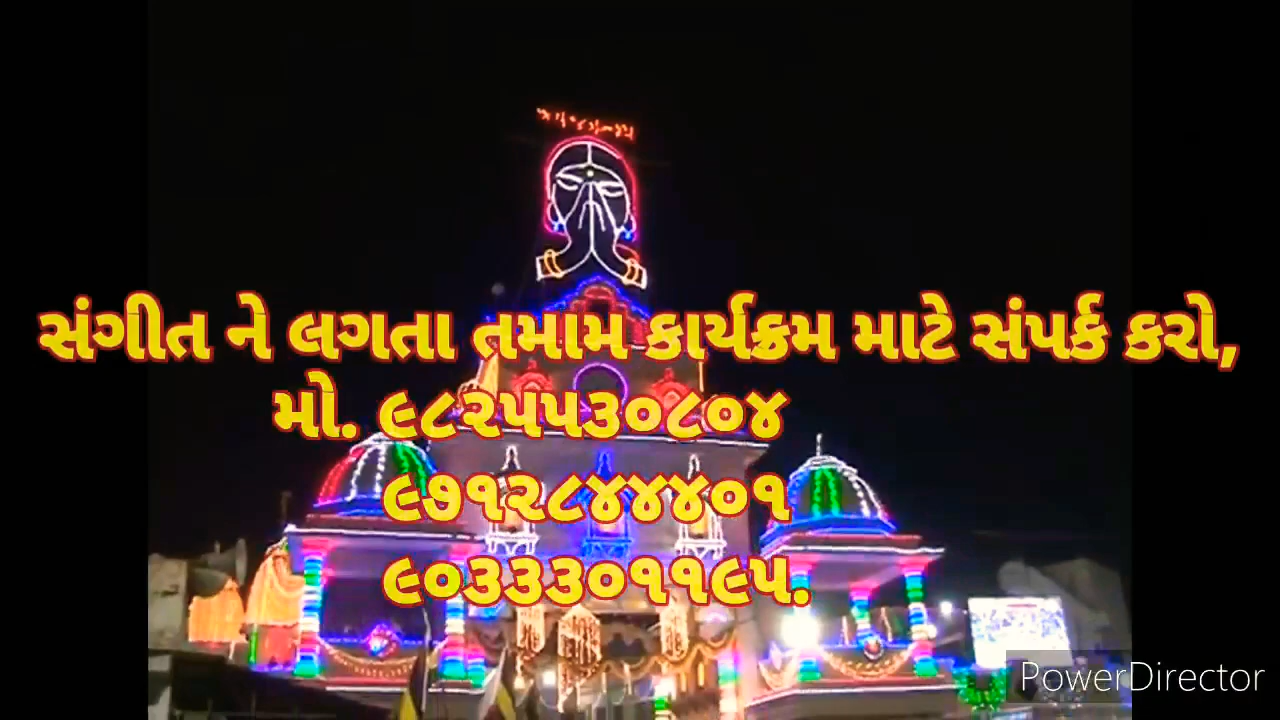 સંગીત ને લગતા તમામ કાર્યક્રમ માટે સંપર્ક કરો,
મો. ૯૮૨૫૫૩૦૮૦૪
૯૭૧૨૮૪૪૪૦૧
૯૦૩૩૩૦૧૧૯૫.
PowerDirector